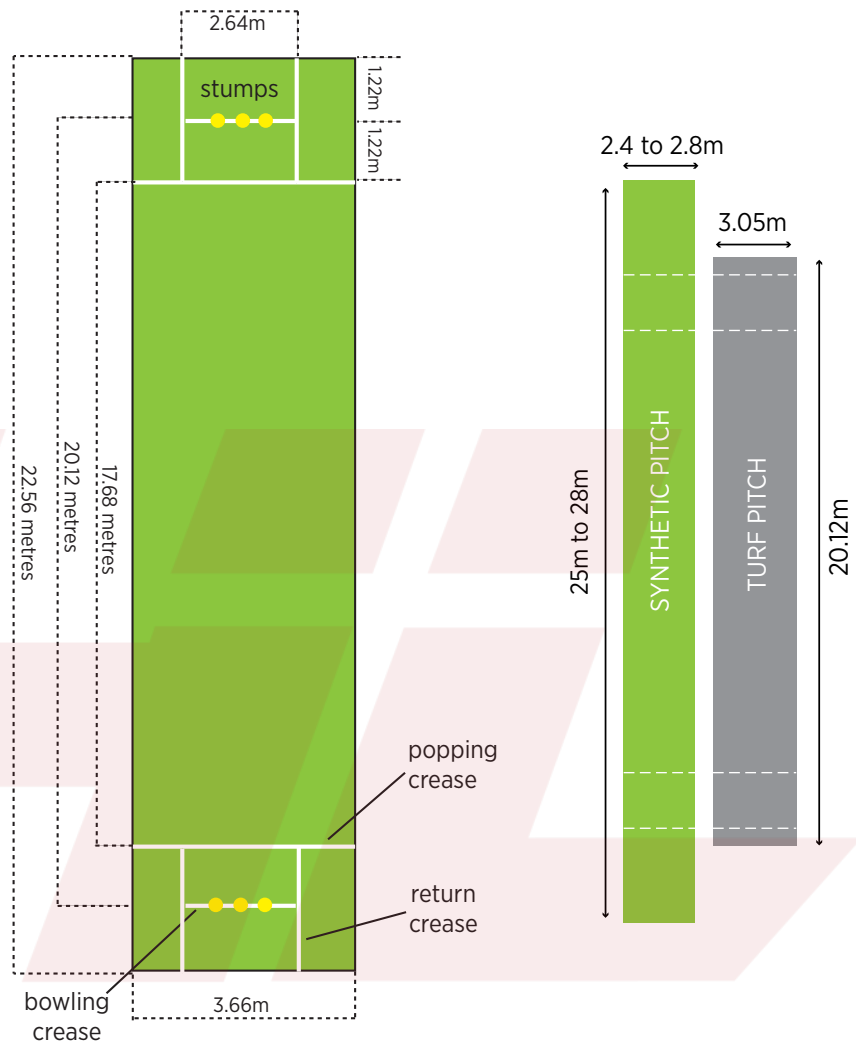 2.64m
stumps
1.22m
1.22m
22.56 metres
20.12 metres
17.68 metres
popping
crease
return
crease
bowling
crease
3.66m
2.4 to 2.8m
3.05m
25m to 28m
SYNTHETIC PITCH
TURF PITCH
20.12m